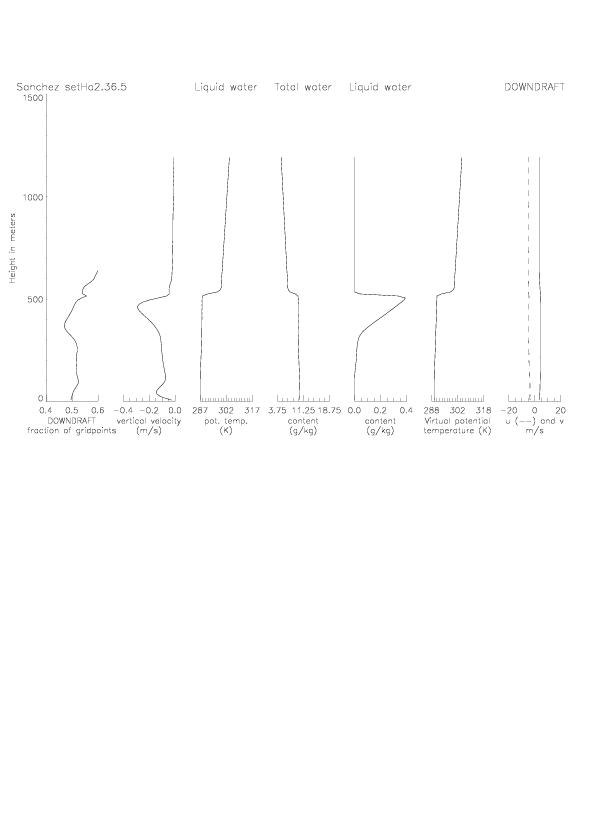 Sanchez setHa2.36.5 Liquid water Total water Liquid water DOWNDRAFT
1500
1000
Height in meters
500
0
0.4 0.5 0.6 −0.4 −0.2 0.0 287 302 317 3.75 11.25 18.75 0.0 0.2 0.4 288 302 318 −20 0 20
DOWNDRAFT vertical velocity pot. temp. content content Virtual potential u (−−) and v
fraction of gridpoints (m/s) (K) (g/kg) (g/kg) temperature (K) m/s